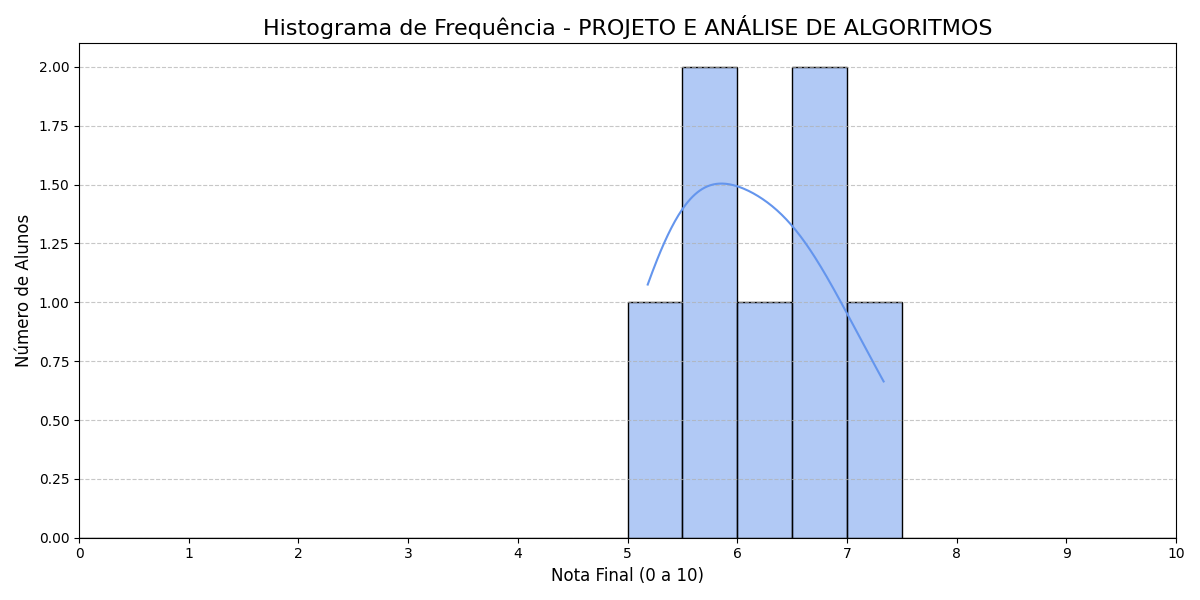 Histograma de Frequência - PROJETO E ANÁLISE DE ALGORITMOS
Número de Alunos
2.00
1.75
1.50
1.25
1.00
0.75
0.50
0.25
0.00
0 1 2 3 4 5 6 7 8 9 10
Nota Final (0 a 10)